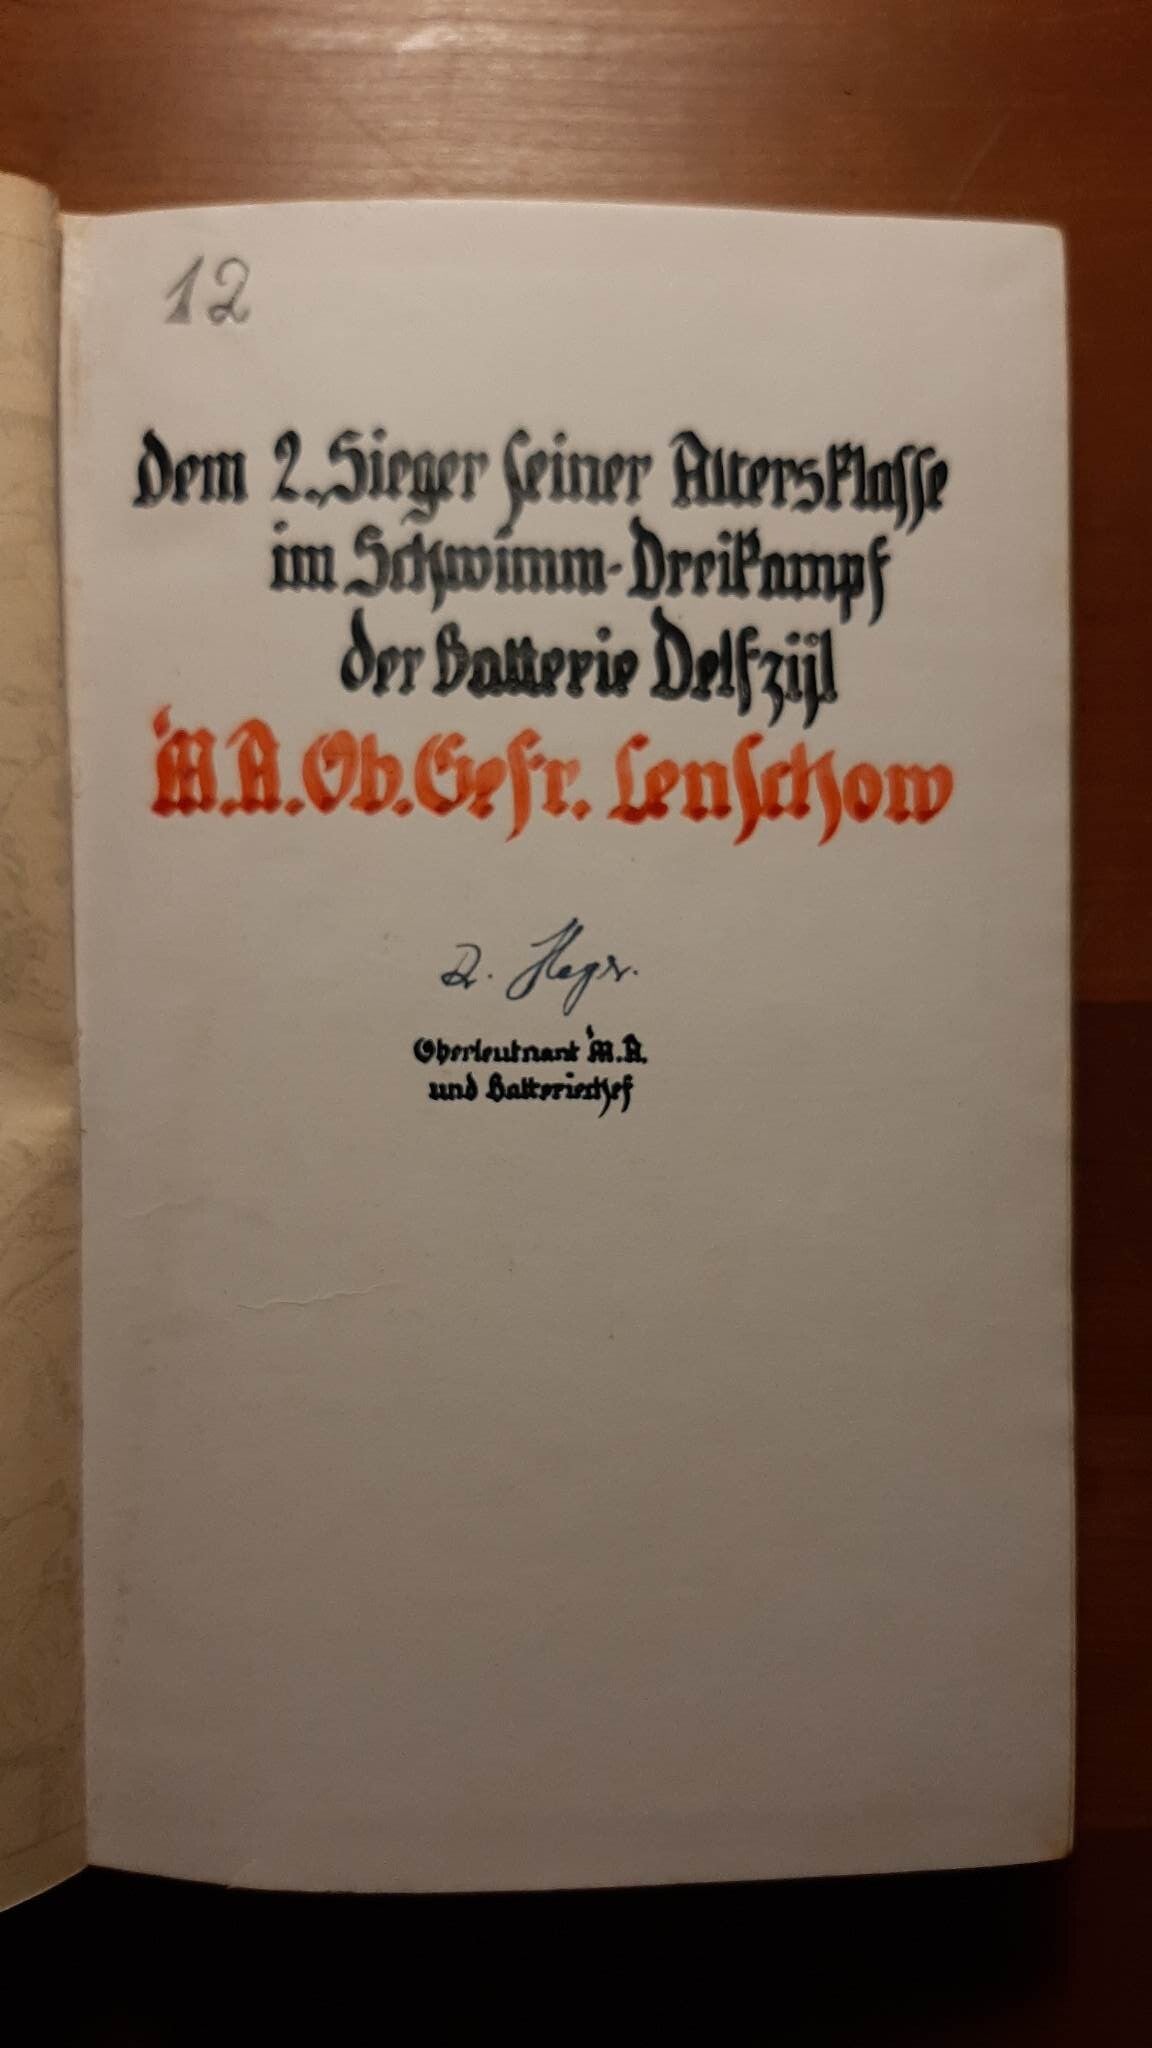 12
Dem 2. Sieger seiner Altersklasse
im Schwimm-Dreikampf
der Batterie Delfzijl
M.A.Ob.Gefr. Lenschow
Oberleutnant M.A.
und Batteriechef